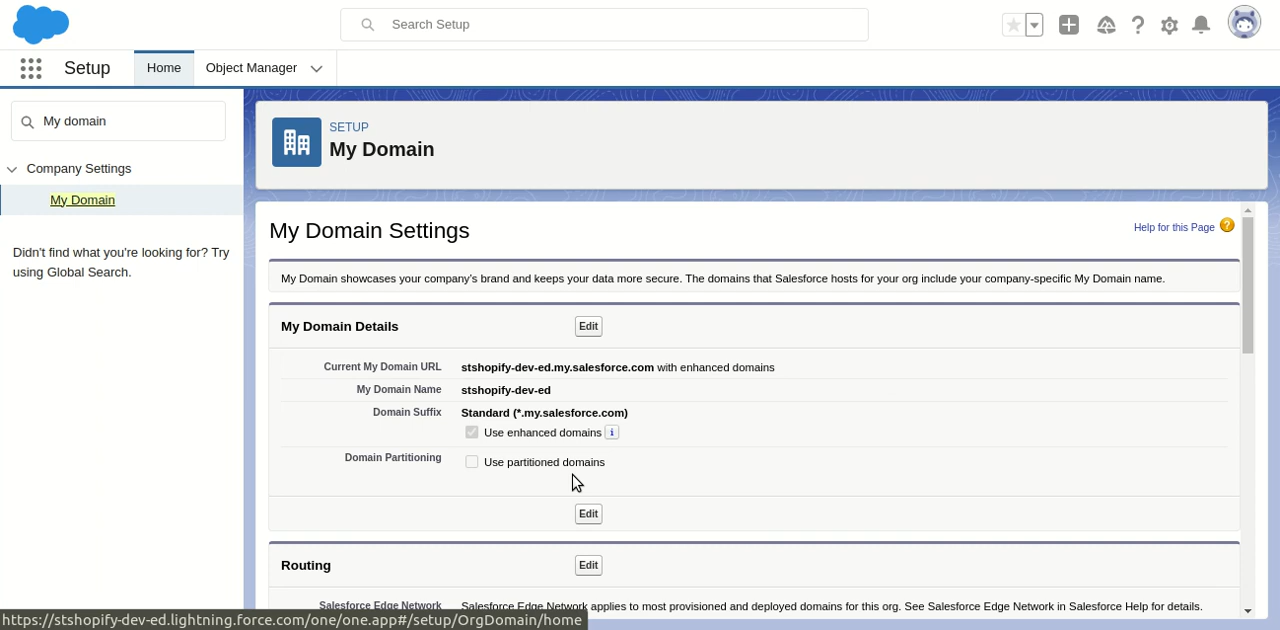 Search Setup
Setup
Home
Object Manager
My domain
Company Settings
My Domain
Didn't find what you're looking for? Try
using Global Search.
SETUP
My Domain
My Domain Settings
Help for this Page
?
My Domain showcases your company's brand and keeps your data more secure. The domains that Salesforce hosts for your org include your company-specific My Domain name.
My Domain Details
Edit
Current My Domain URL stshopify-dev-ed.my.salesforce.com with enhanced domains
My Domain Name stshopify-dev-ed
Domain Suffix Standard (*.my.salesforce.com)
Use enhanced domains i
Domain Partitioning Use partitioned domains
Edit
Routing
Edit
Salesforce Edge Network Salesforce Edge Network applies to most provisioned and deployed domains for this org. See Salesforce Edge Network in Salesforce Help for details.
https://stshopify-dev-ed.lightning.force.com/one/one.app#/setup/OrgDomain/home